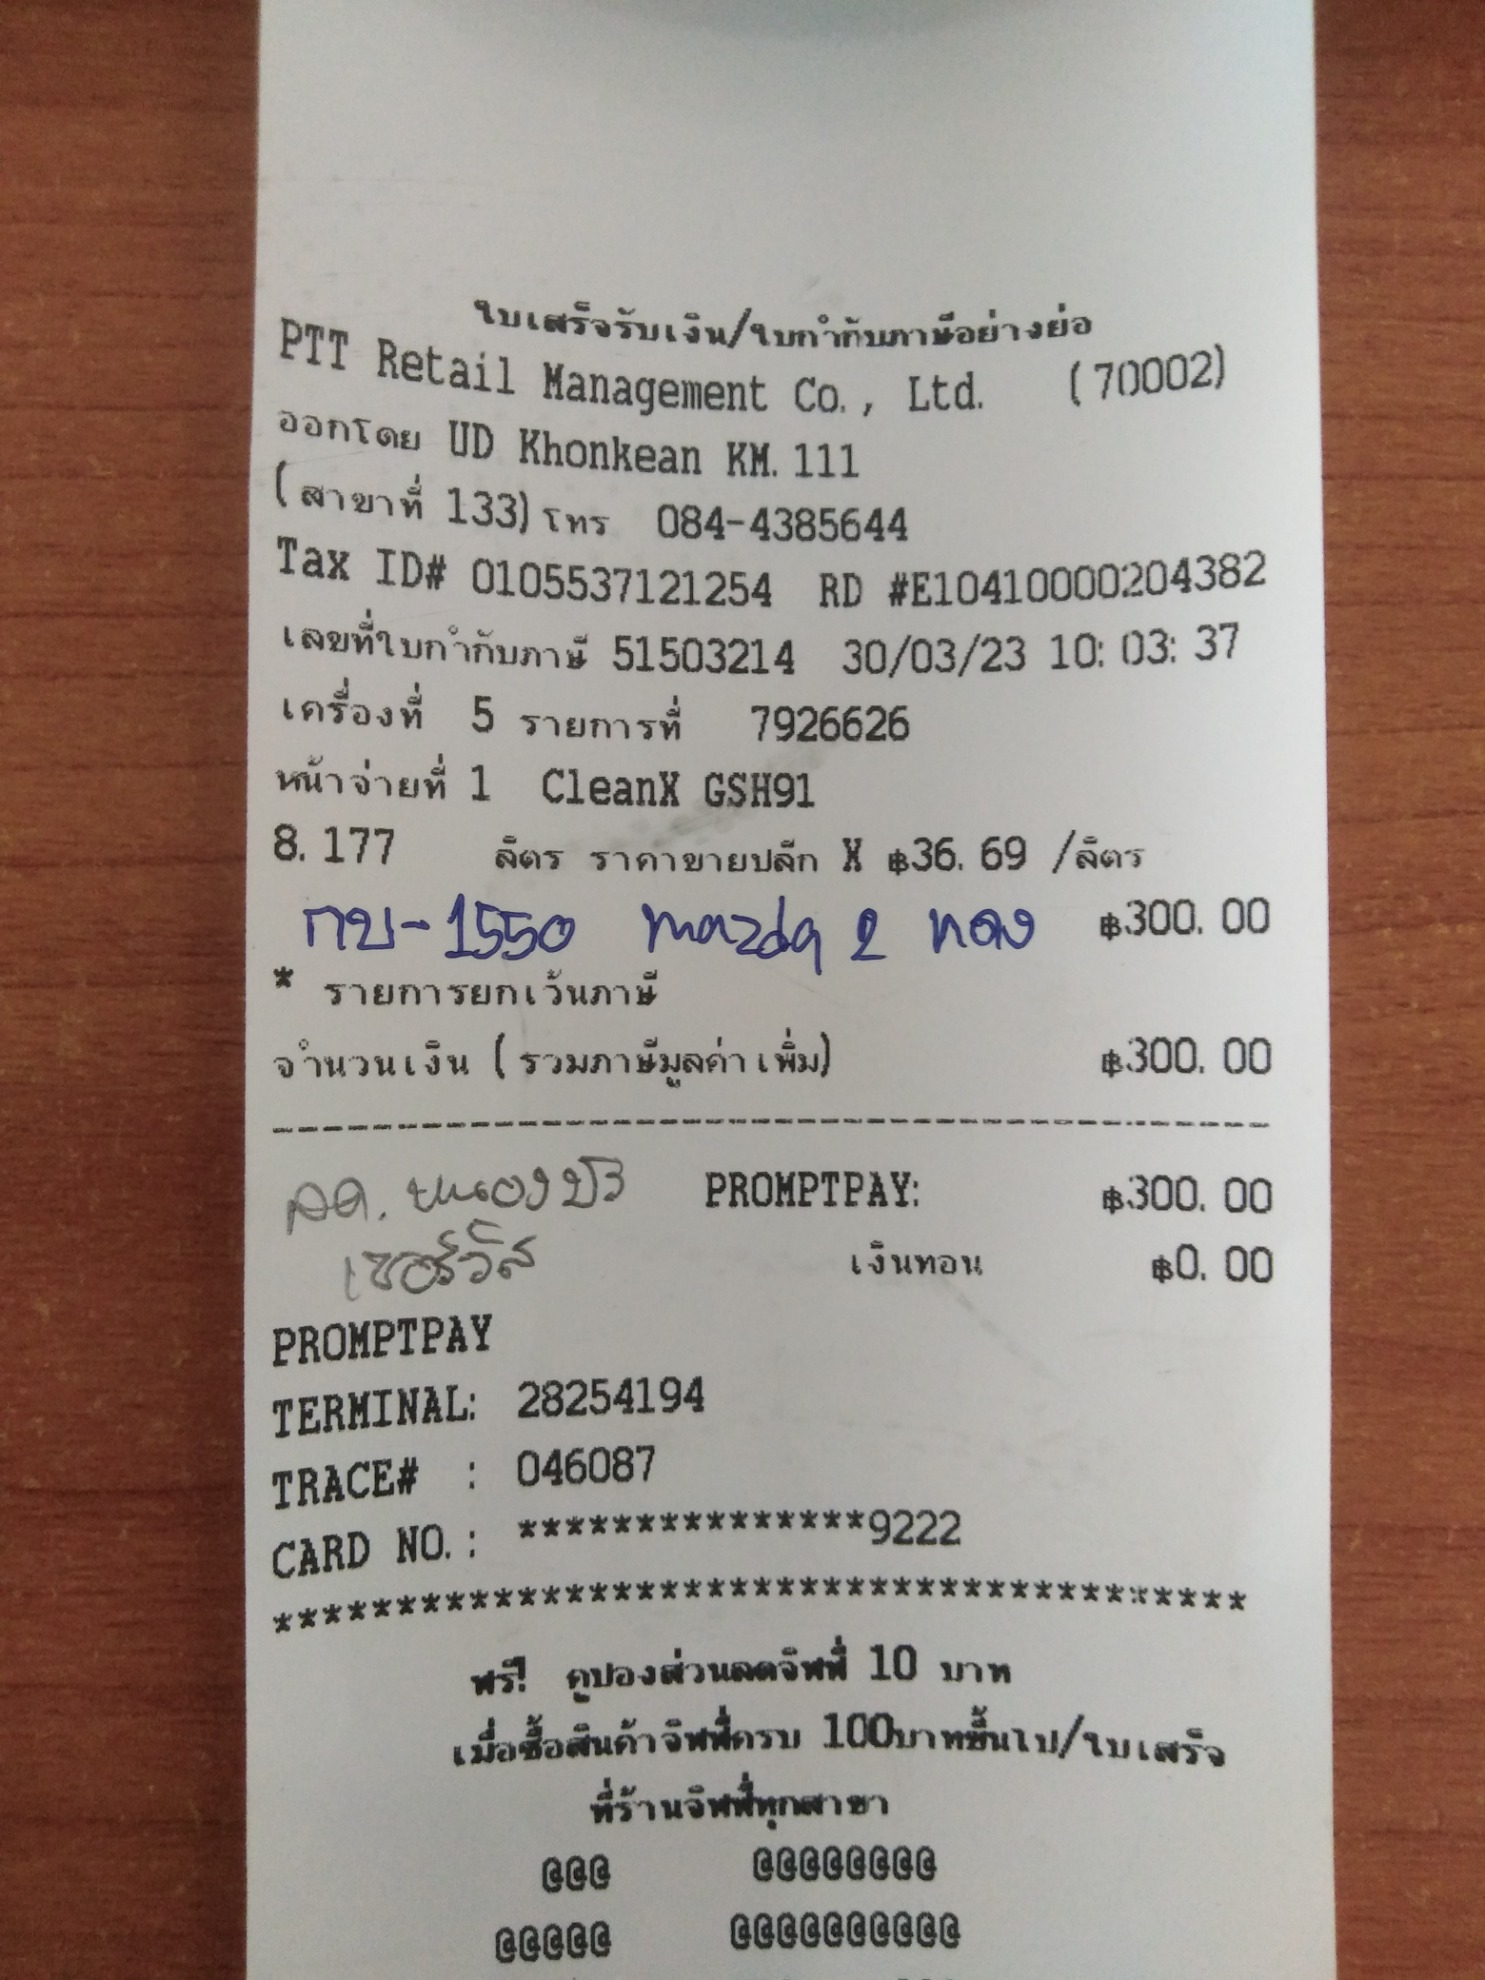 ใบเสร็จรับเงิน/ใบกำกับภาษีอย่างย่อ
PTT Retail Management Co., Ltd. (70002)
ออกโดย UD Khonkean KM.111
(สาขาที่ 133) โทร 084-4385644
Tax ID# 0105537121254 RD #E10410000204382
เลขที่ใบกำกับภาษี 51503214 30/03/23 10:03:37
เครื่องที่ 5 รายการที่ 7926626
หน้าจ่ายที่ 1 CleanX GSH91
8.177 ลิตร ราคาขายปลีก X ฿36.69 /ลิตร
กข-1550 mazda 2 ทอง ฿300.00
* รายการยกเว้นภาษี
จำนวนเงิน (รวมภาษีมูลค่าเพิ่ม) ฿300.00
หนองบัว PROMPTPAY: ฿300.00
เซอร์วิส เงินทอน ฿0.00
PROMPTPAY
TERMINAL: 28254194
TRACE# : 046087
CARD NO.: ***************9222
****************************************
ฟรี! คูปองส่วนลดจิฟฟี่ 10 บาท
เมื่อซื้อสินค้าจิฟฟี่ครบ 100บาทขึ้นไป/ใบเสร็จ
ที่ร้านจิฟฟี่ทุกสาขา
@@@ @@@@@@@@
@@@@@ @@@@@@@@@@